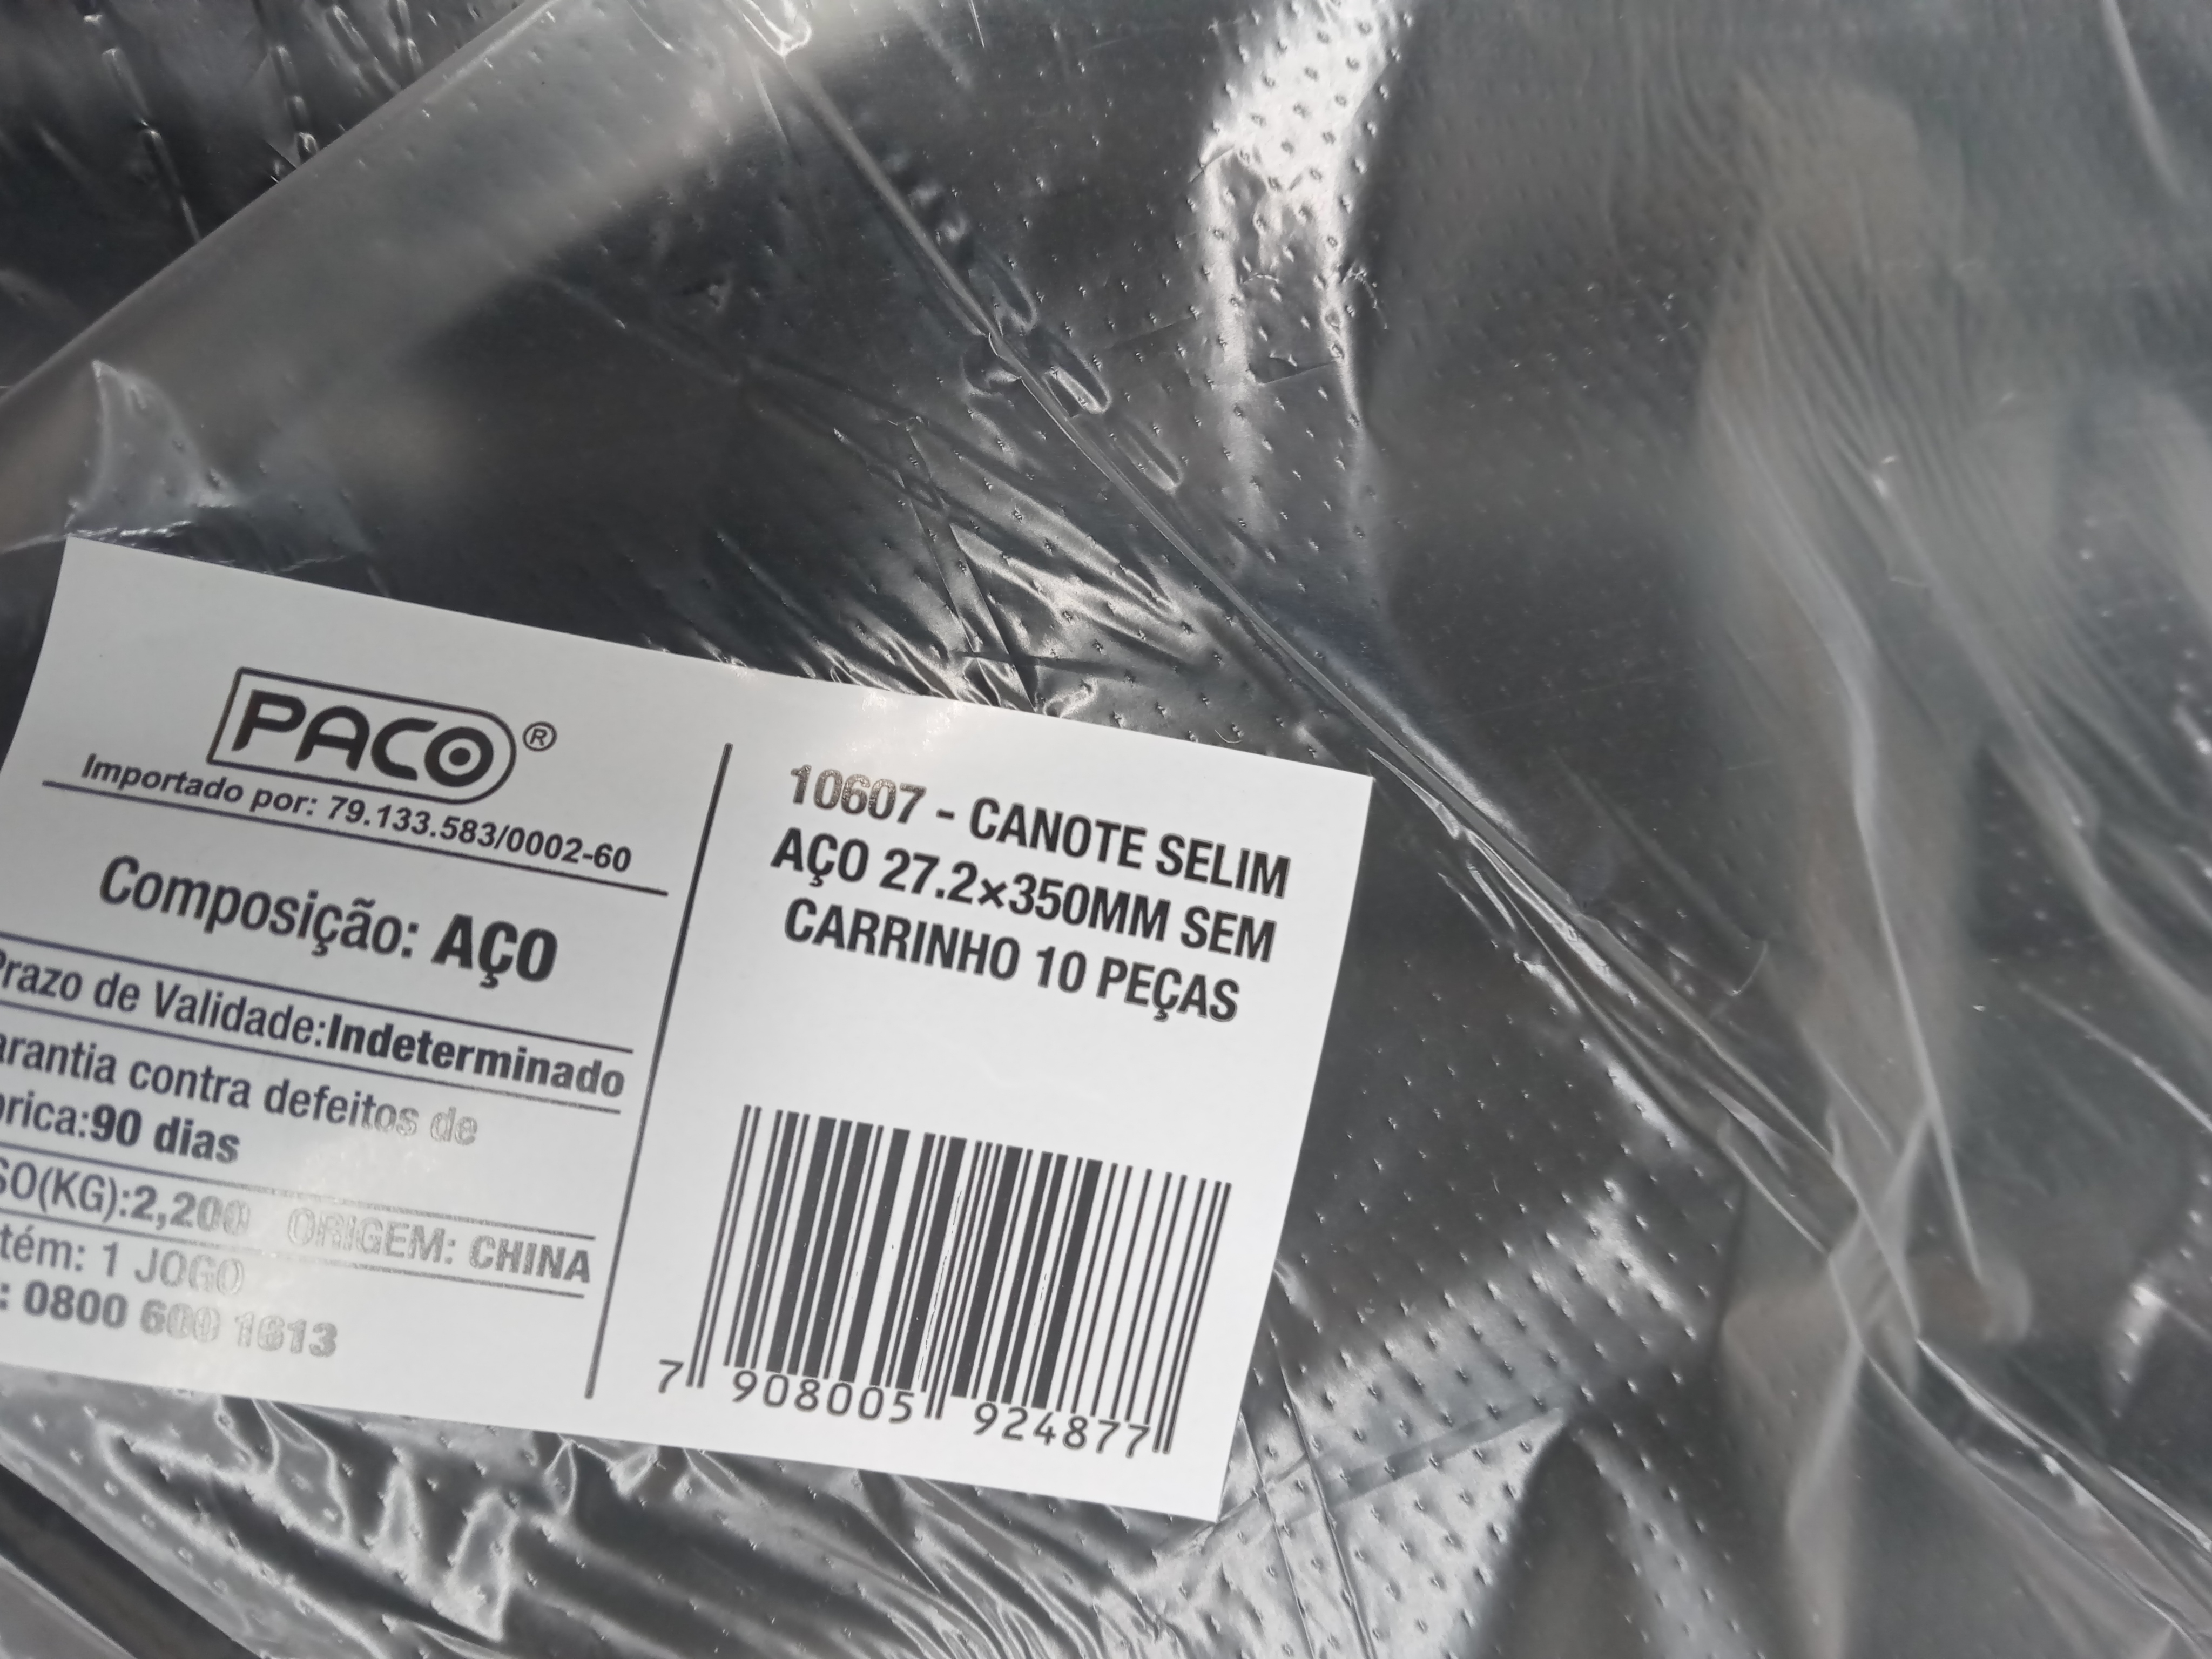 PACO®
Importado por: 79.133.583/0002-60
Composição: AÇO
Prazo de Validade:Indeterminado
arantia contra defeitos de
brica:90 dias
SO(KG):2,200 ORIGEM: CHINA
tém: 1 JOGO
: 0800 600 1613
10607 - CANOTE SELIM
AÇO 27.2×350MM SEM
CARRINHO 10 PEÇAS
7 908005 924877